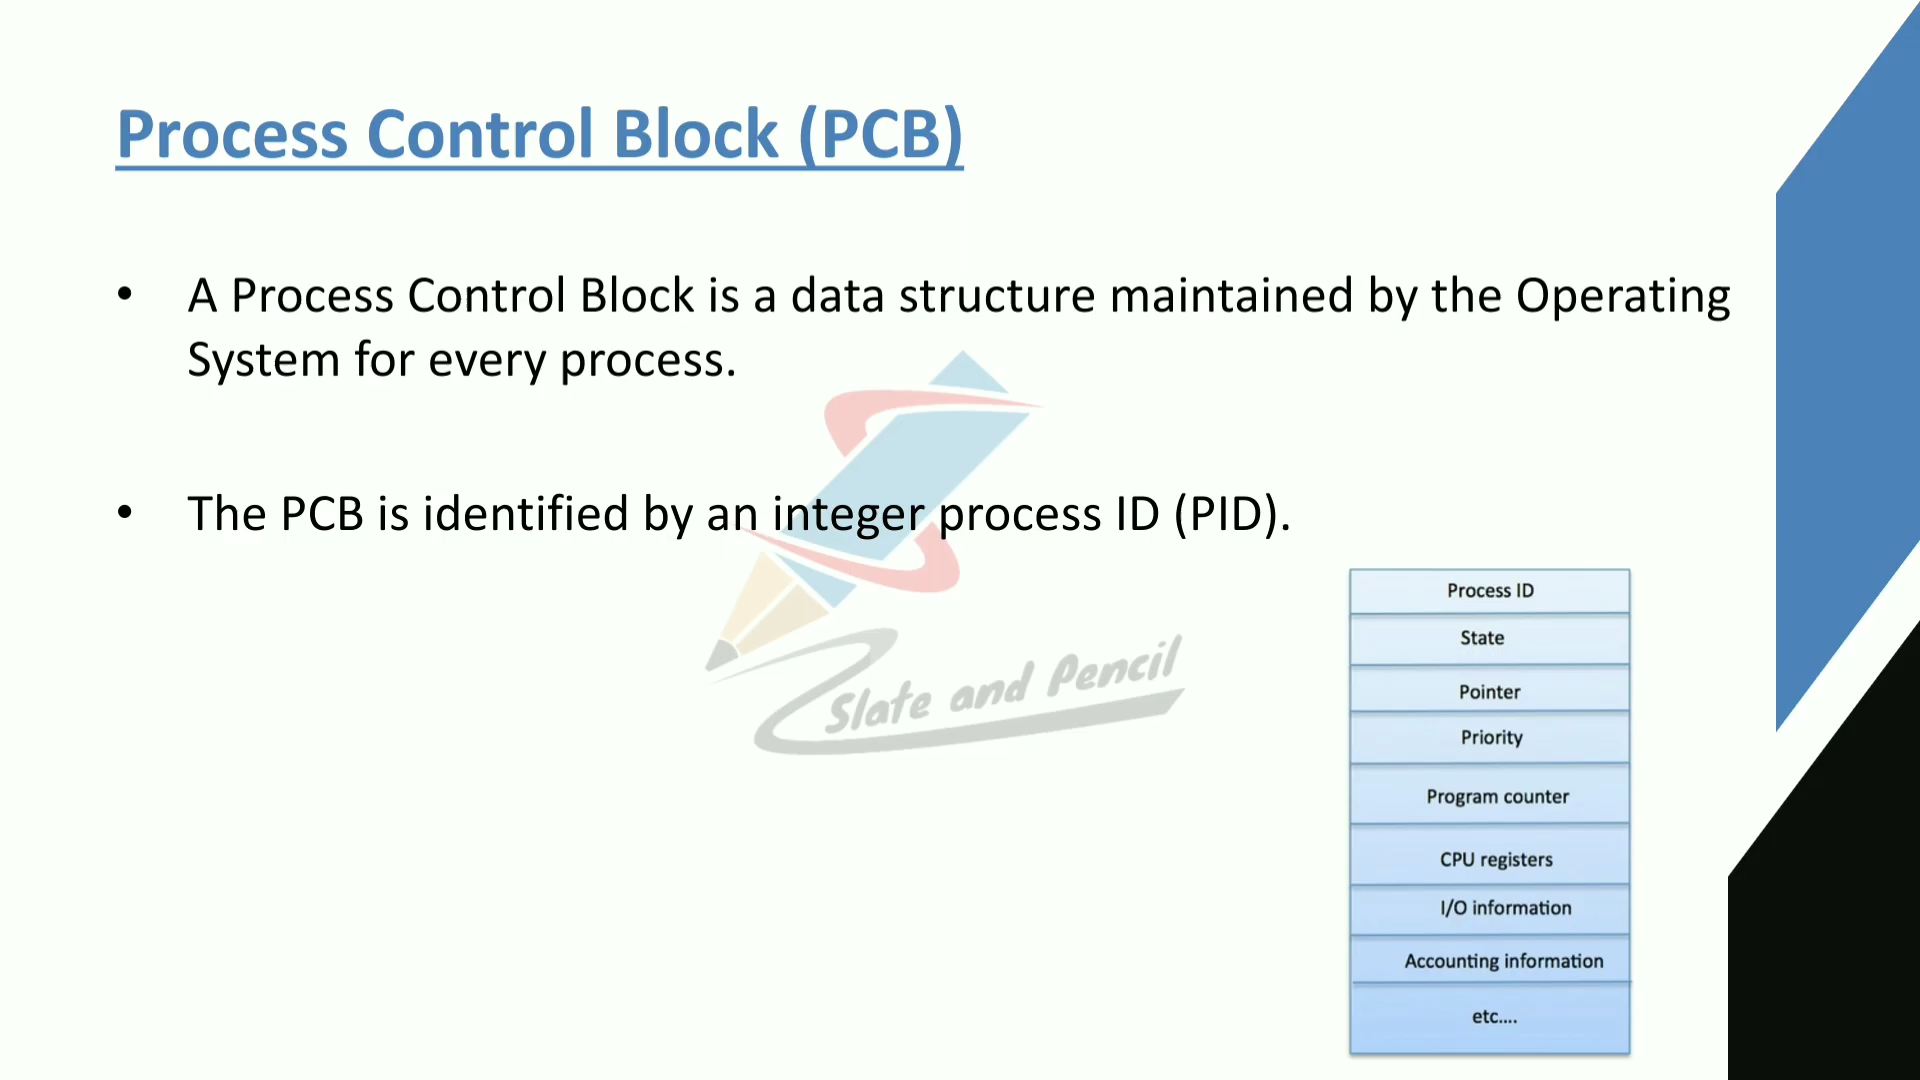 Process Control Block (PCB)
• A Process Control Block is a data structure maintained by the Operating
System for every process.
• The PCB is identified by an integer process ID (PID).
Slate and Pencil
Process ID
State
Pointer
Priority
Program counter
CPU registers
I/O information
Accounting information
etc....